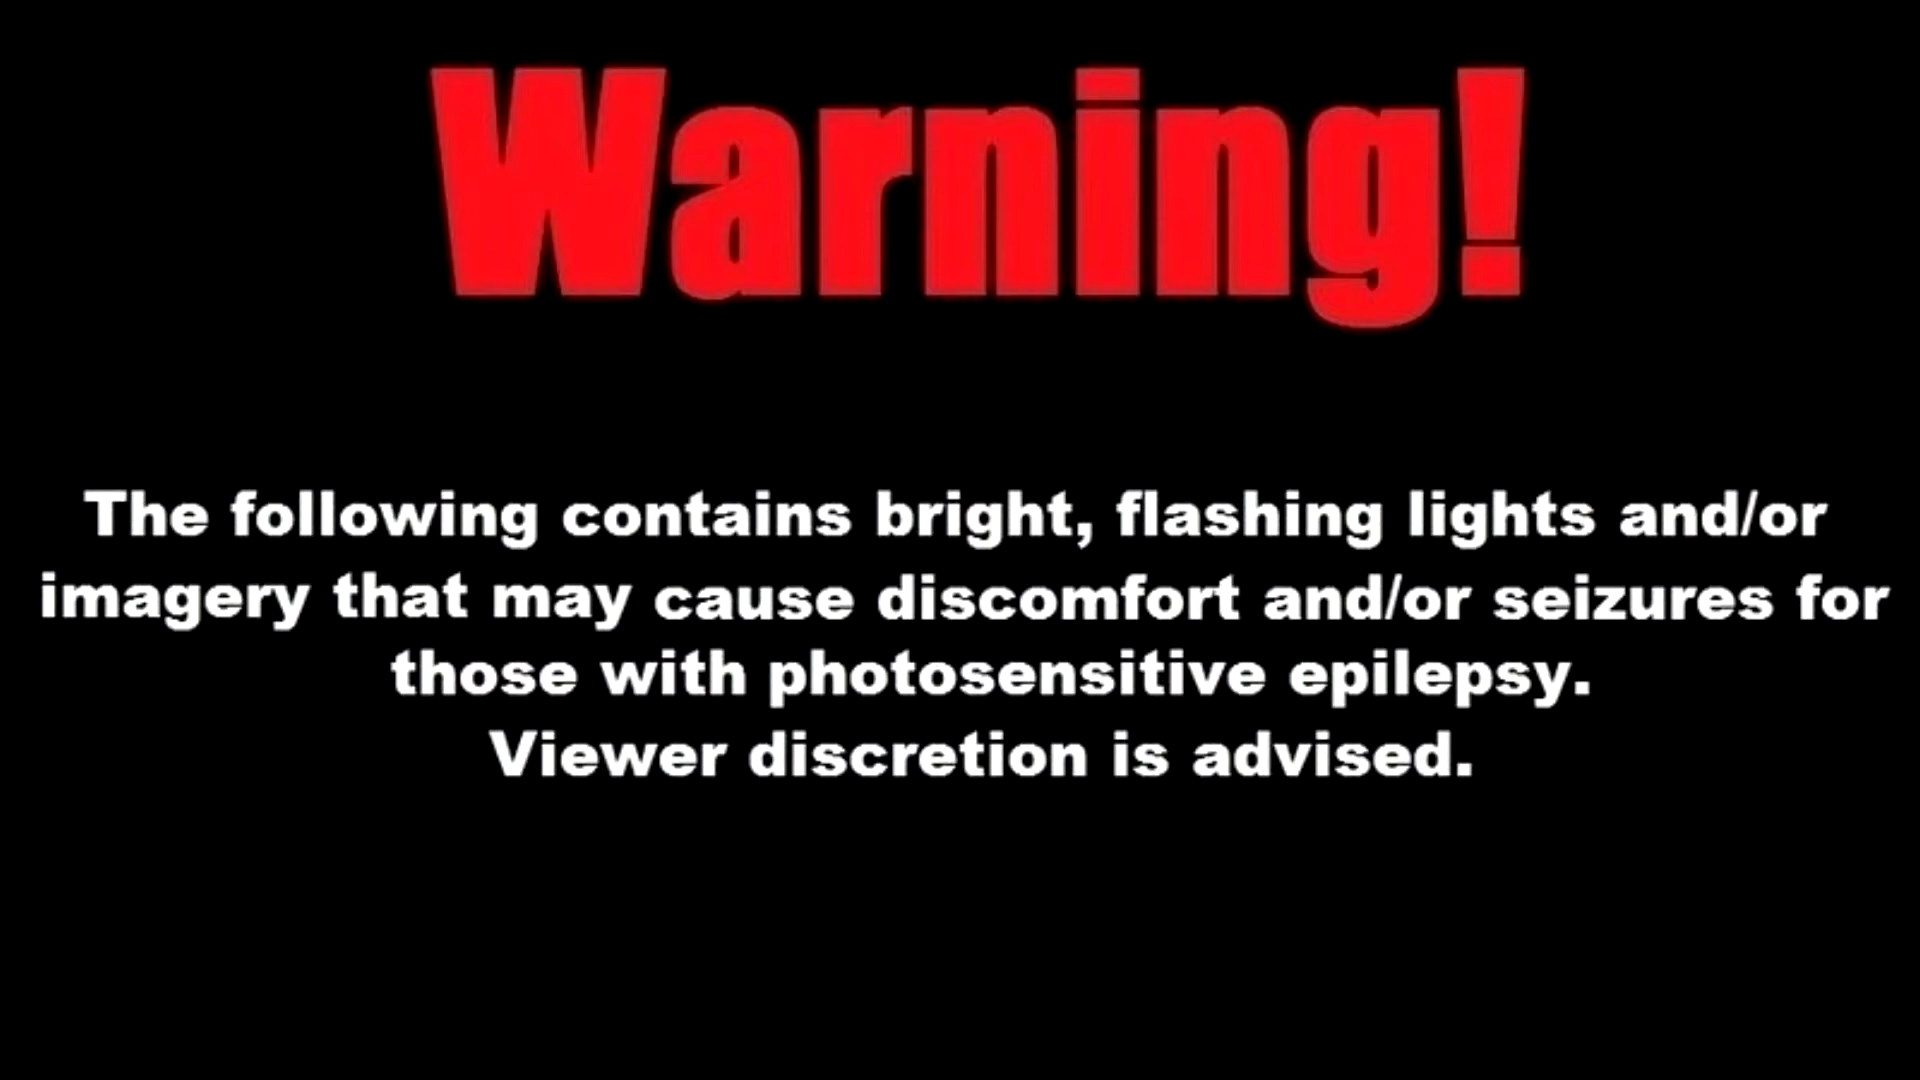 Warning!
The following contains bright, flashing lights and/or
imagery that may cause discomfort and/or seizures for
those with photosensitive epilepsy.
Viewer discretion is advised.